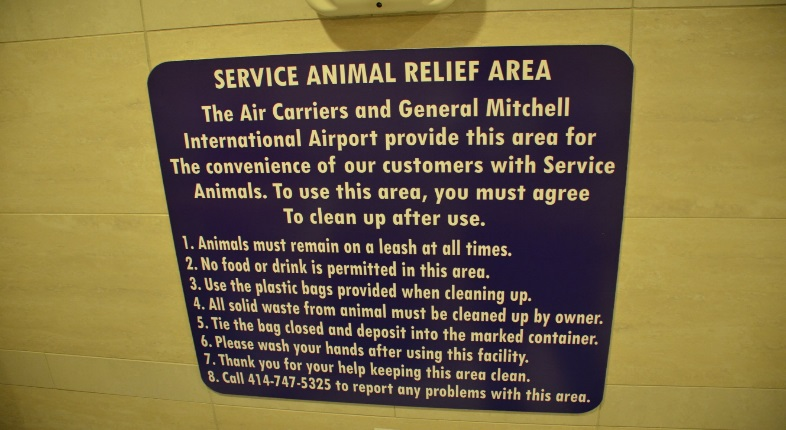 SERVICE ANIMAL RELIEF AREA
The Air Carriers and General Mitchell
International Airport provide this area for
The convenience of our customers with Service
Animals. To use this area, you must agree
To clean up after use.
1. Animals must remain on a leash at all times.
2. No food or drink is permitted in this area.
3. Use the plastic bags provided when cleaning up.
4. All solid waste from animal must be cleaned up by owner.
5. Tie the bag closed and deposit into the marked container.
6. Please wash your hands after using this facility.
7. Thank you for your help keeping this area clean.
8. Call 414-747-5325 to report any problems with this area.